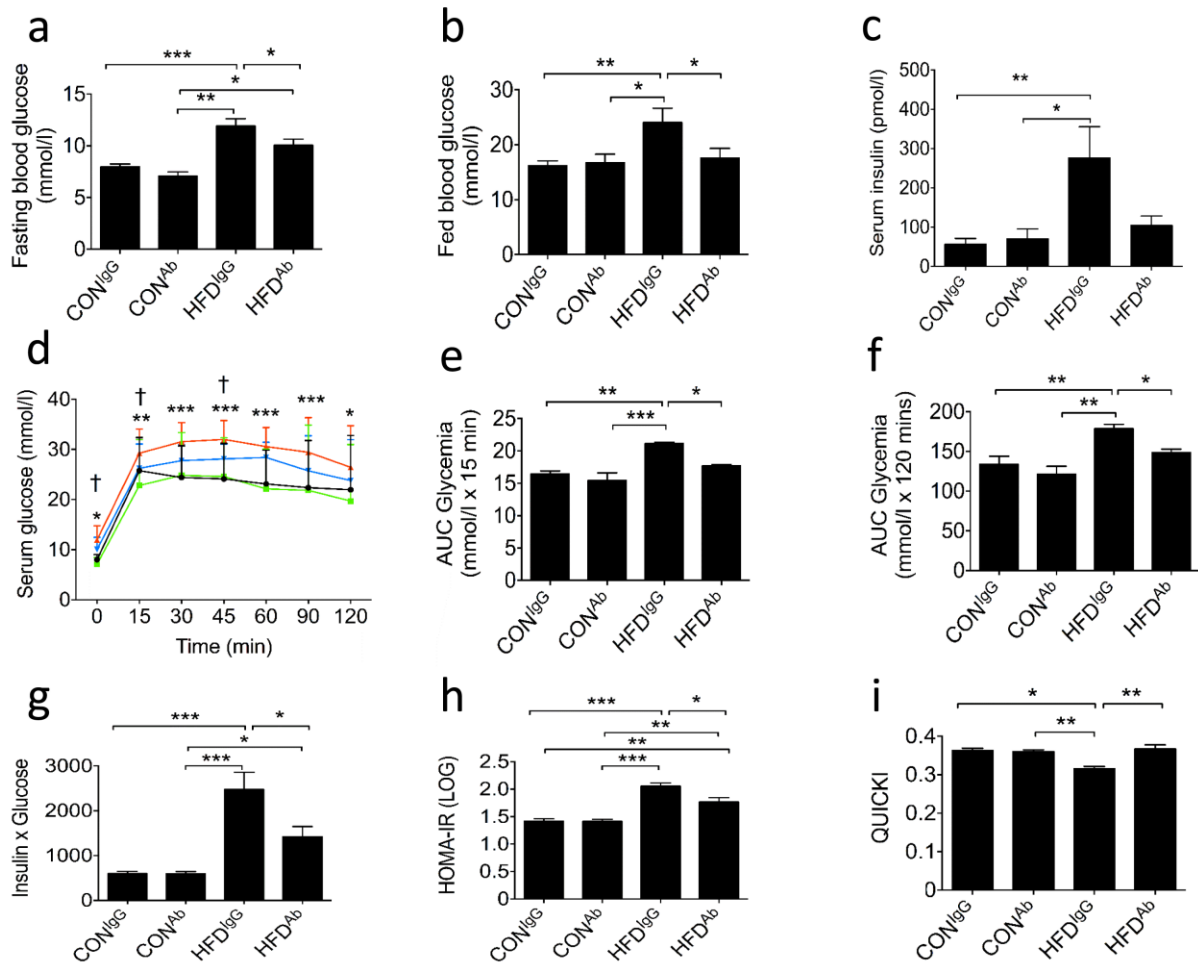 a
***
*
*
**
15
10
5
0
Fasting blood glucose
(mmol/l)
CONIgG
CONAb
HFDIgG
HFDAb
b
**
*
*
40
30
20
10
0
Fed blood glucose
(mmol/l)
CONIgG
CONAb
HFDIgG
HFDAb
c
**
*
500
400
300
200
100
0
Serum insulin (pmol/l)
CONIgG
CONAb
HFDIgG
HFDAb
d
† †
** *** *** *** *** *
†
*
40
30
20
10
0
Serum glucose (mmol/l)
0 15 30 45 60 90 120
Time (min)
e
**
*
***
25
20
15
10
5
0
AUC Glycemia
(mmol/l x 15 min)
CONIgG
CONAb
HFDIgG
HFDAb
f
**
*
**
200
150
100
50
0
AUC Glycemia
(mmol/l x 120 mins)
CONIgG
CONAb
HFDIgG
HFDAb
g
***
*
*
***
3000
2000
1000
0
Insulin x Glucose
CONIgG
CONAb
HFDIgG
HFDAb
h
***
*
**
**
***
2.5
2.0
1.5
1.0
0.5
0.0
HOMA-IR (LOG)
CONIgG
CONAb
HFDIgG
HFDAb
i
*
**
**
0.4
0.3
0.2
0.1
0
QUICKI
CONIgG
CONAb
HFDIgG
HFDAb